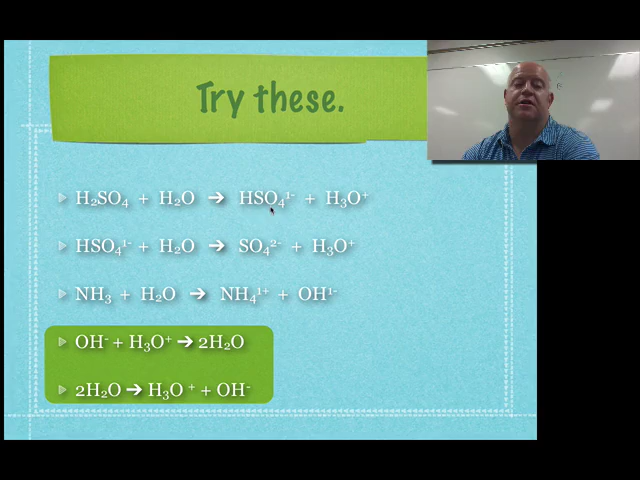 Try these.
H₂SO₄ + H₂O ➔ HSO₄¹⁻ + H₃O⁺
HSO₄¹⁻ + H₂O ➔ SO₄²⁻ + H₃O⁺
NH₃ + H₂O ➔ NH₄¹⁺ + OH¹⁻
OH⁻ + H₃O⁺ ➔ 2H₂O
2H₂O ➔ H₃O ⁺ + OH⁻